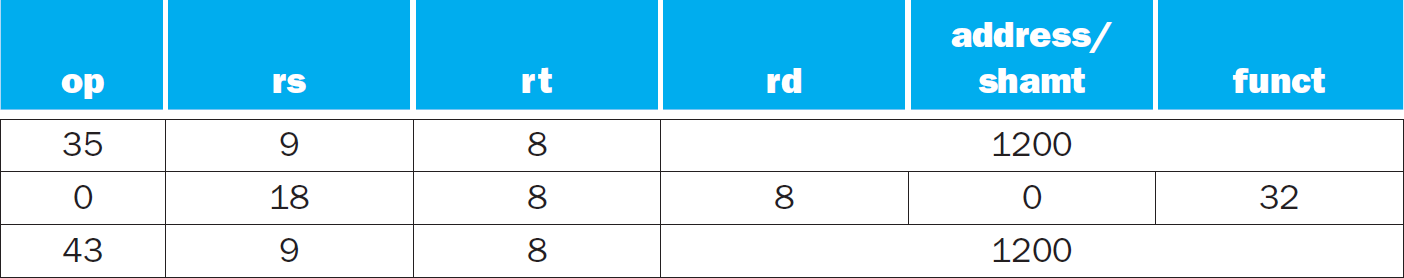 op rs rt rd address/ shamt funct
35 9 8 1200
0 18 8 8 0 32
43 9 8 1200